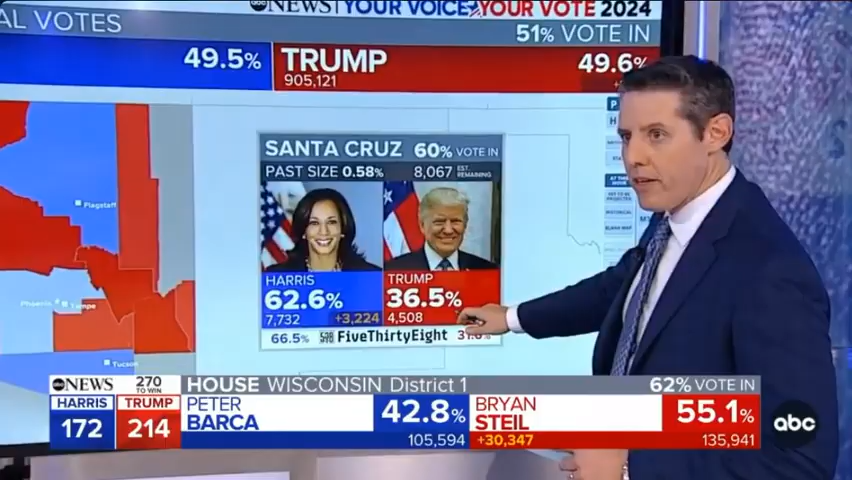 abc NEWS YOUR VOICE YOUR VOTE 2024
AL VOTES
51% VOTE IN
49.5%
TRUMP
905,121
49.6%
SANTA CRUZ 60% VOTE IN
PAST SIZE 0.58% 8,067 EST. REMAINING
HARRIS
62.6%
7,732 +3,224
TRUMP
36.5%
4,508
66.5% 538 FiveThirtyEight
Flagstaff
Phoenix
Tempe
Tucson
abc NEWS 270 TO WIN
HARRIS
172
TRUMP
214
HOUSE WISCONSIN District 1 62% VOTE IN
PETER BARCA 42.8%
105,594
BRYAN STEIL 55.1%
+30,347 135,941
abc